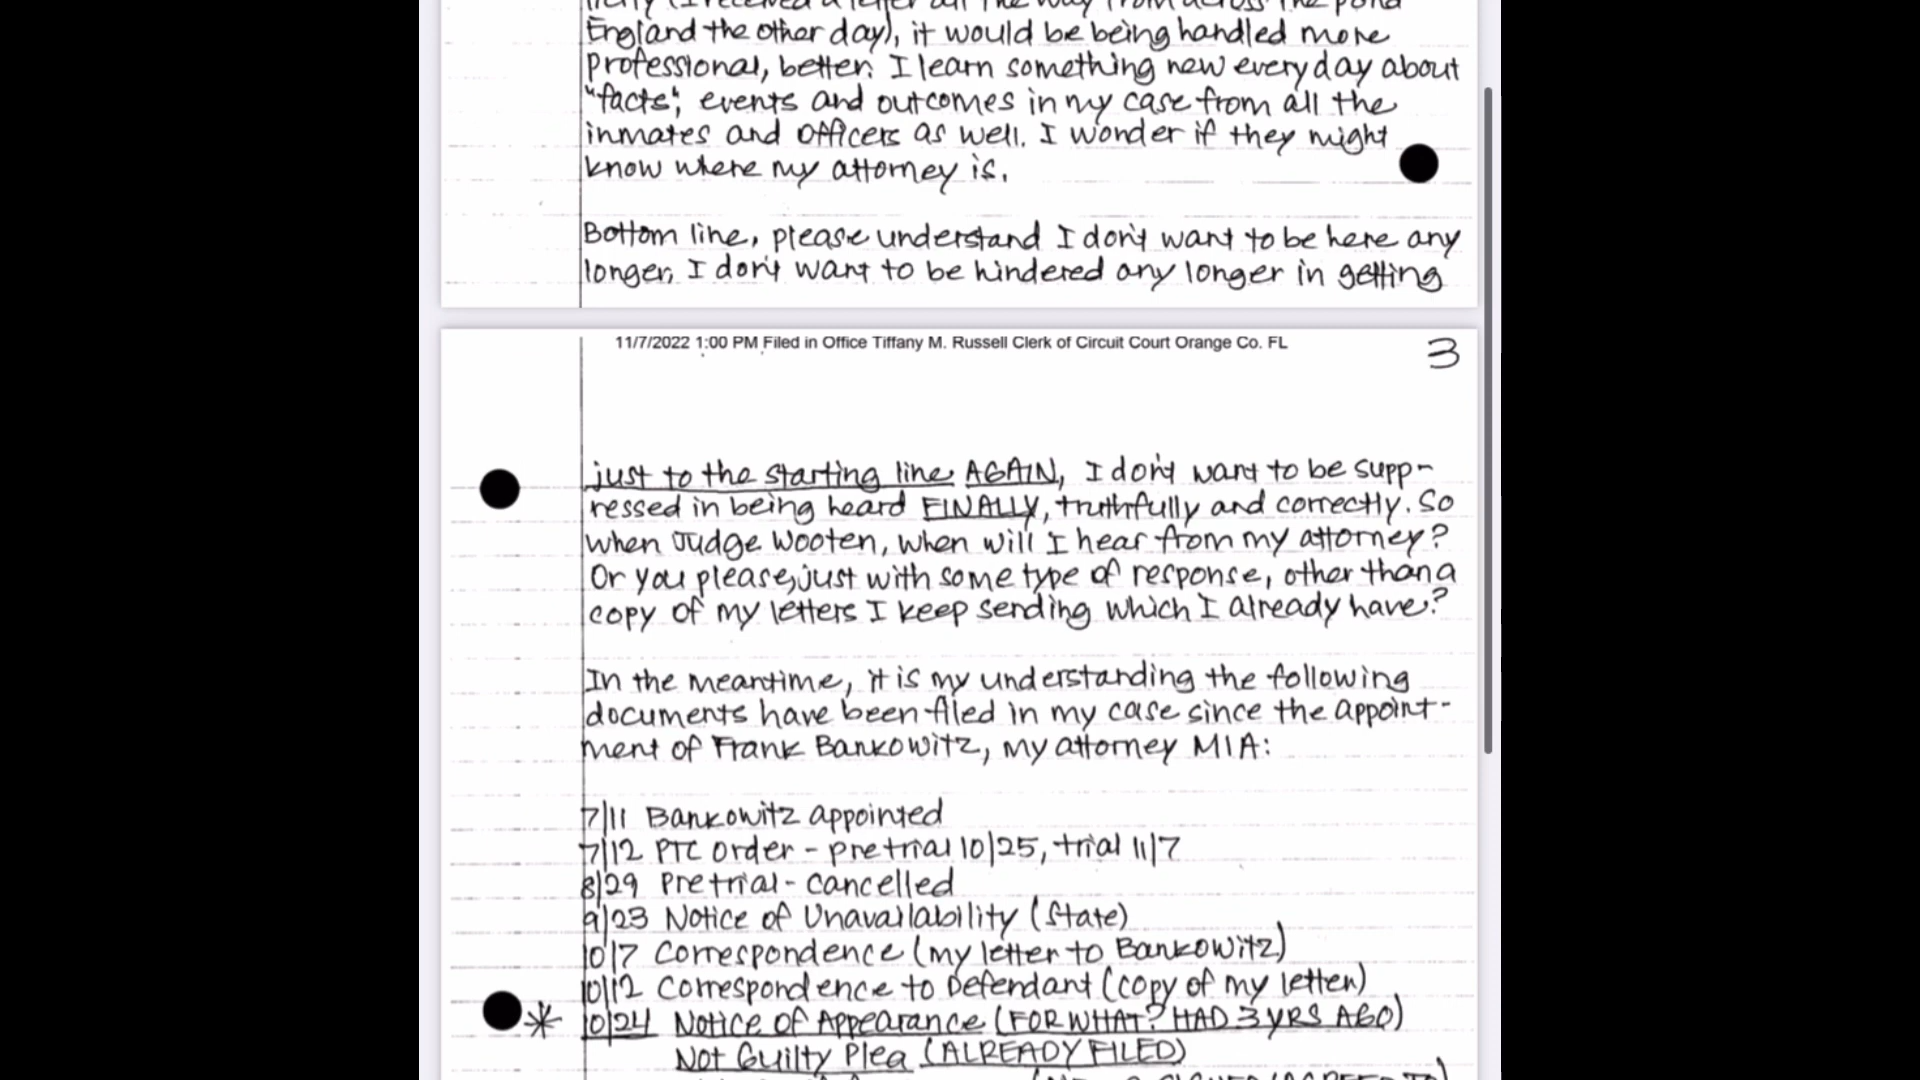 England the other day), it would be being handled more
professional, better. I learn something new everyday about
"facts", events and outcomes in my case from all the
inmates and officers as well. I wonder if they might
know where my attorney is.
Bottom line, please understand I don't want to be here any
longer, I don't want to be hindered any longer in getting
11/7/2022 1:00 PM Filed in Office Tiffany M. Russell Clerk of Circuit Court Orange Co. FL
3
just to the starting line AGAIN, I don't want to be supp-
ressed in being heard FINALLY, truthfully and correctly. So
when Judge Wooten, when will I hear from my attorney?
Or you please, just with some type of response, other than a
copy of my letters I keep sending which I already have?
In the meantime, it is my understanding the following
documents have been filed in my case since the appoint-
ment of Frank Bankowitz, my attorney MIA:
7/11 Bankowitz appointed
7/12 PTC order - pretrial 10/25, trial 11/7
8/29 Pretrial - cancelled
9/23 Notice of Unavailability (State)
10/7 Correspondence (my letter to Bankowitz)
10/12 Correspondence to Defendant (copy of my letter)
* 10/24 Notice of Appearance (FOR WHAT? HAD 3 YRS AGO)
Not Guilty Plea (ALREADY FILED)